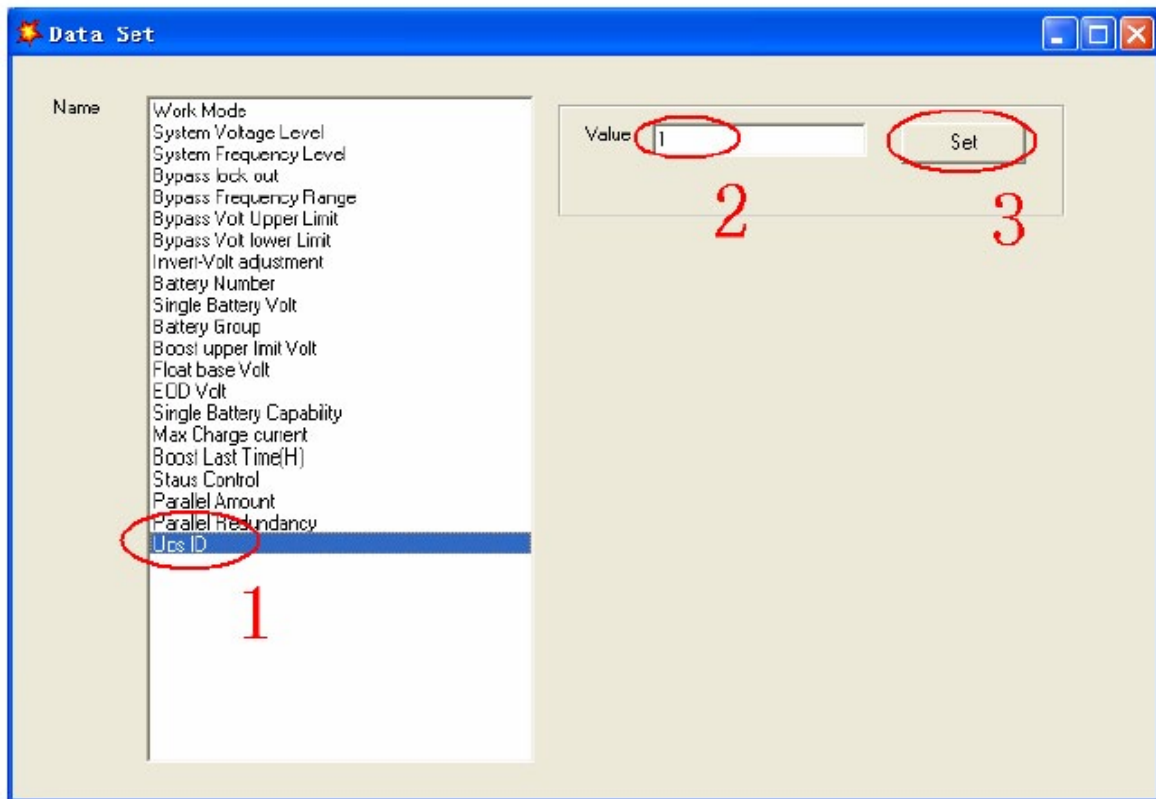 Data Set
Name
Work Mode
System Voltage Level
System Frequency Level
Bypass lock out
Bypass Frequency Range
Bypass Volt Upper Limit
Bypass Volt lower Limit
Invert-Volt adjustment
Battery Number
Single Battery Volt
Battery Group
Boost upper limit Volt
Float base Volt
EOD Volt
Single Battery Capability
Max Charge current
Boost Last Time(H)
Staus Control
Parallel Amount
Parallel Redundancy
Ups ID
1
Value
1
2
Set
3